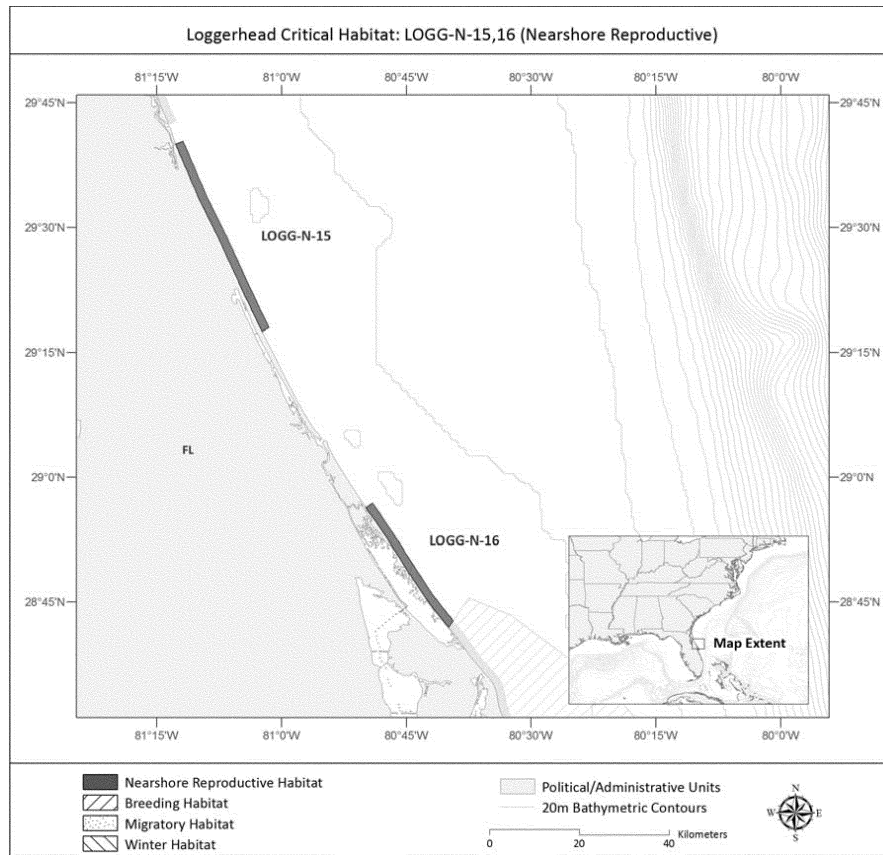 Loggerhead Critical Habitat: LOGG-N-15,16 (Nearshore Reproductive)
81°15'W 81°0'W 80°45'W 80°30'W 80°15'W 80°0'W
29°45'N 29°45'N
29°30'N LOGG-N-15 29°30'N
29°15'N 29°15'N
FL
29°0'N 29°0'N
LOGG-N-16
28°45'N 28°45'N
Map Extent
81°15'W 81°0'W 80°45'W 80°30'W 80°15'W 80°0'W
Nearshore Reproductive Habitat
Breeding Habitat
Migratory Habitat
Winter Habitat
Political/Administrative Units
20m Bathymetric Contours
Kilometers
0 20 40
N
W E
S